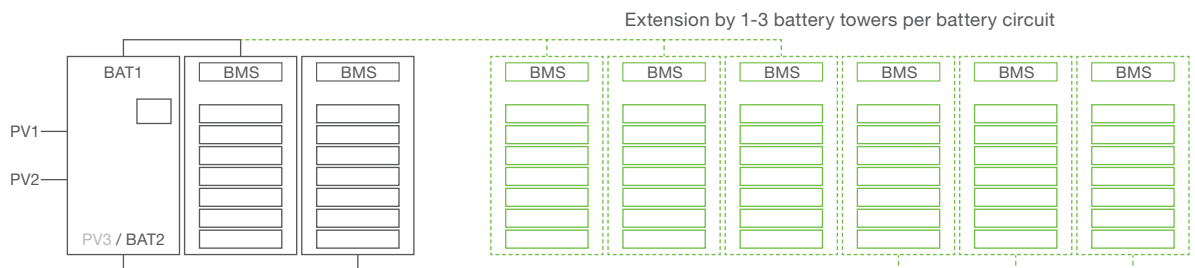 Extension by 1-3 battery towers per battery circuit
BAT1 BMS BMS BMS BMS BMS BMS BMS BMS
PV1
PV2
PV3 / BAT2